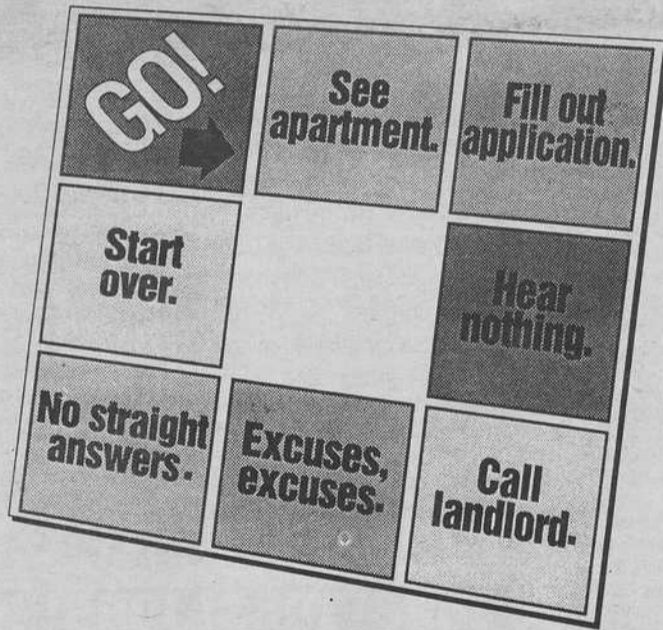 GO!
See
apartment.
Fill out
application.
Hear
nothing.
Call
landlord.
Excuses,
excuses.
No straight
answers.
Start
over.